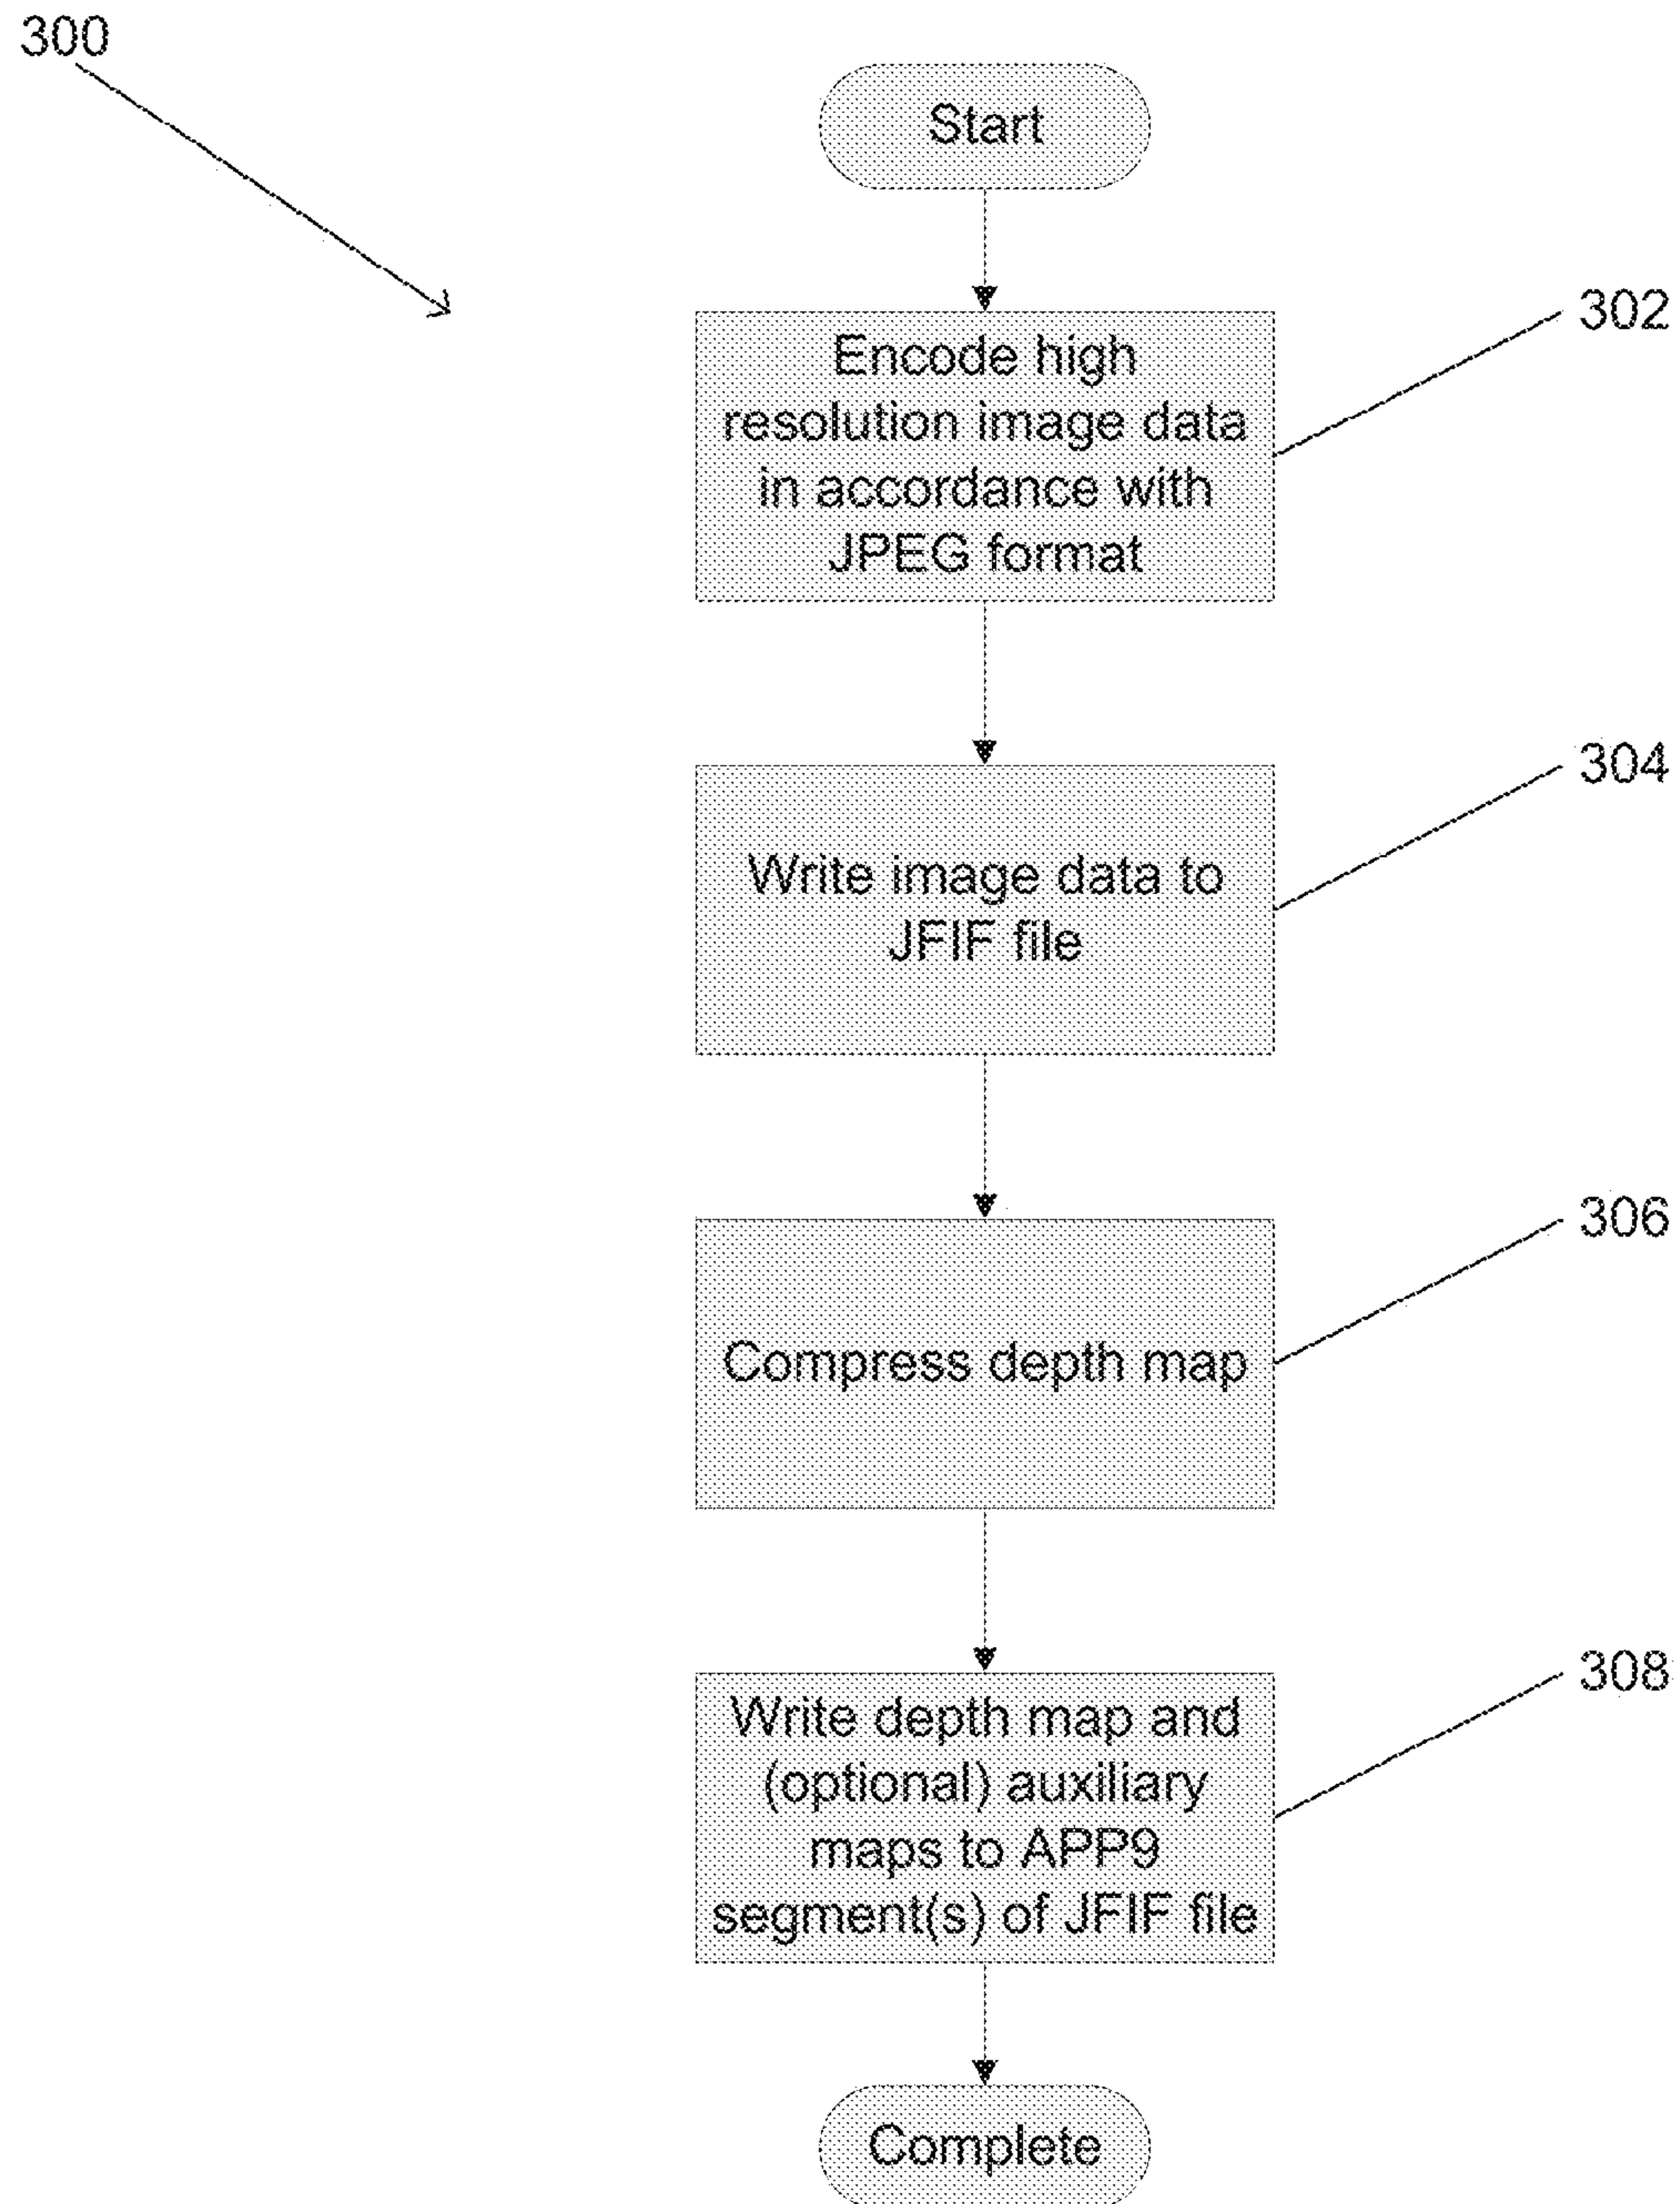 300
Start
302
Encode high
resolution image data
in accordance with
JPEG format
304
Write image data to
JFIF file
306
Compress depth map
308
Write depth map and
(optional) auxiliary
maps to APP9
segment(s) of JFIF file
Complete